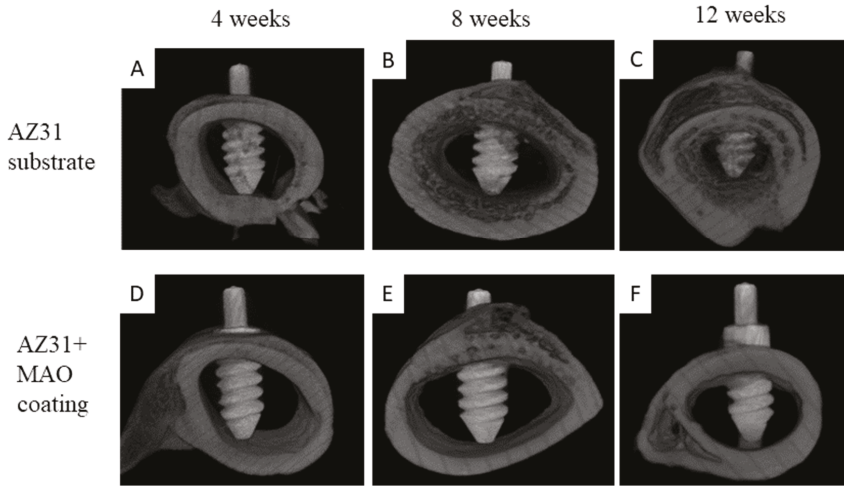 4 weeks
8 weeks
12 weeks
A
B
C
AZ31
substrate
D
E
F
AZ31+
MAO
coating